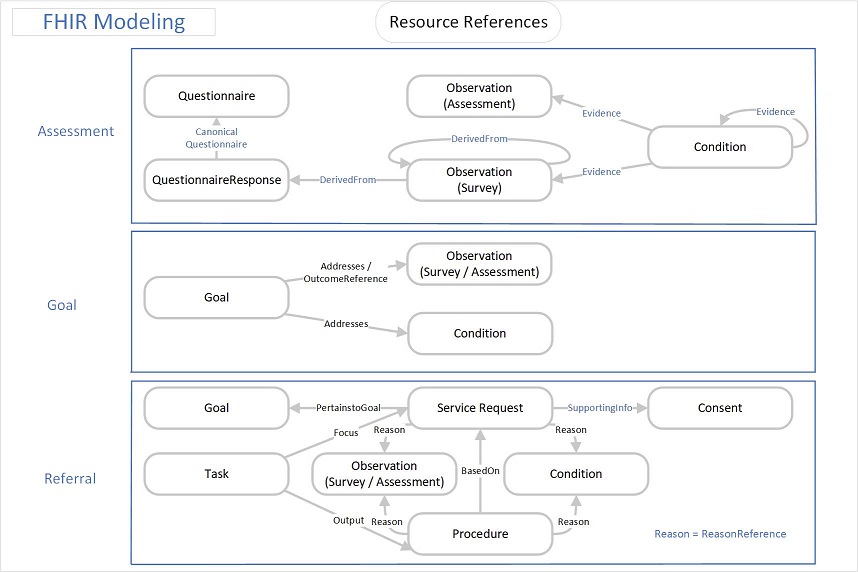 FHIR Modeling
Resource References
Assessment
Questionnaire
Canonical
Questionnaire
QuestionnaireResponse
DerivedFrom
Observation
(Assessment)
DerivedFrom
Observation
(Survey)
Evidence
Evidence
Evidence
Condition
Goal
Goal
Addresses /
OutcomeReference
Observation
(Survey / Assessment)
Addresses
Condition
Referral
Goal
PertainstoGoal
Service Request
SupportingInfo
Consent
Focus
Reason
Reason
Task
Observation
(Survey / Assessment)
BasedOn
Condition
Output
Reason
Procedure
Reason
Reason = ReasonReference